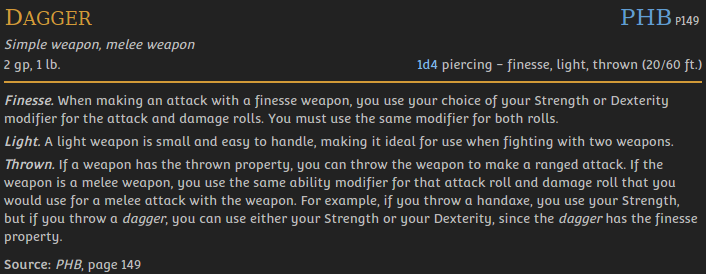 DAGGER PHB P149
Simple weapon, melee weapon
2 gp, 1 lb. 1d4 piercing – finesse, light, thrown (20/60 ft.)
Finesse. When making an attack with a finesse weapon, you use your choice of your Strength or Dexterity
modifier for the attack and damage rolls. You must use the same modifier for both rolls.
Light. A light weapon is small and easy to handle, making it ideal for use when fighting with two weapons.
Thrown. If a weapon has the thrown property, you can throw the weapon to make a ranged attack. If the
weapon is a melee weapon, you use the same ability modifier for that attack roll and damage roll that you
would use for a melee attack with the weapon. For example, if you throw a handaxe, you use your Strength,
but if you throw a dagger, you can use either your Strength or your Dexterity, since the dagger has the finesse
property.
Source: PHB, page 149